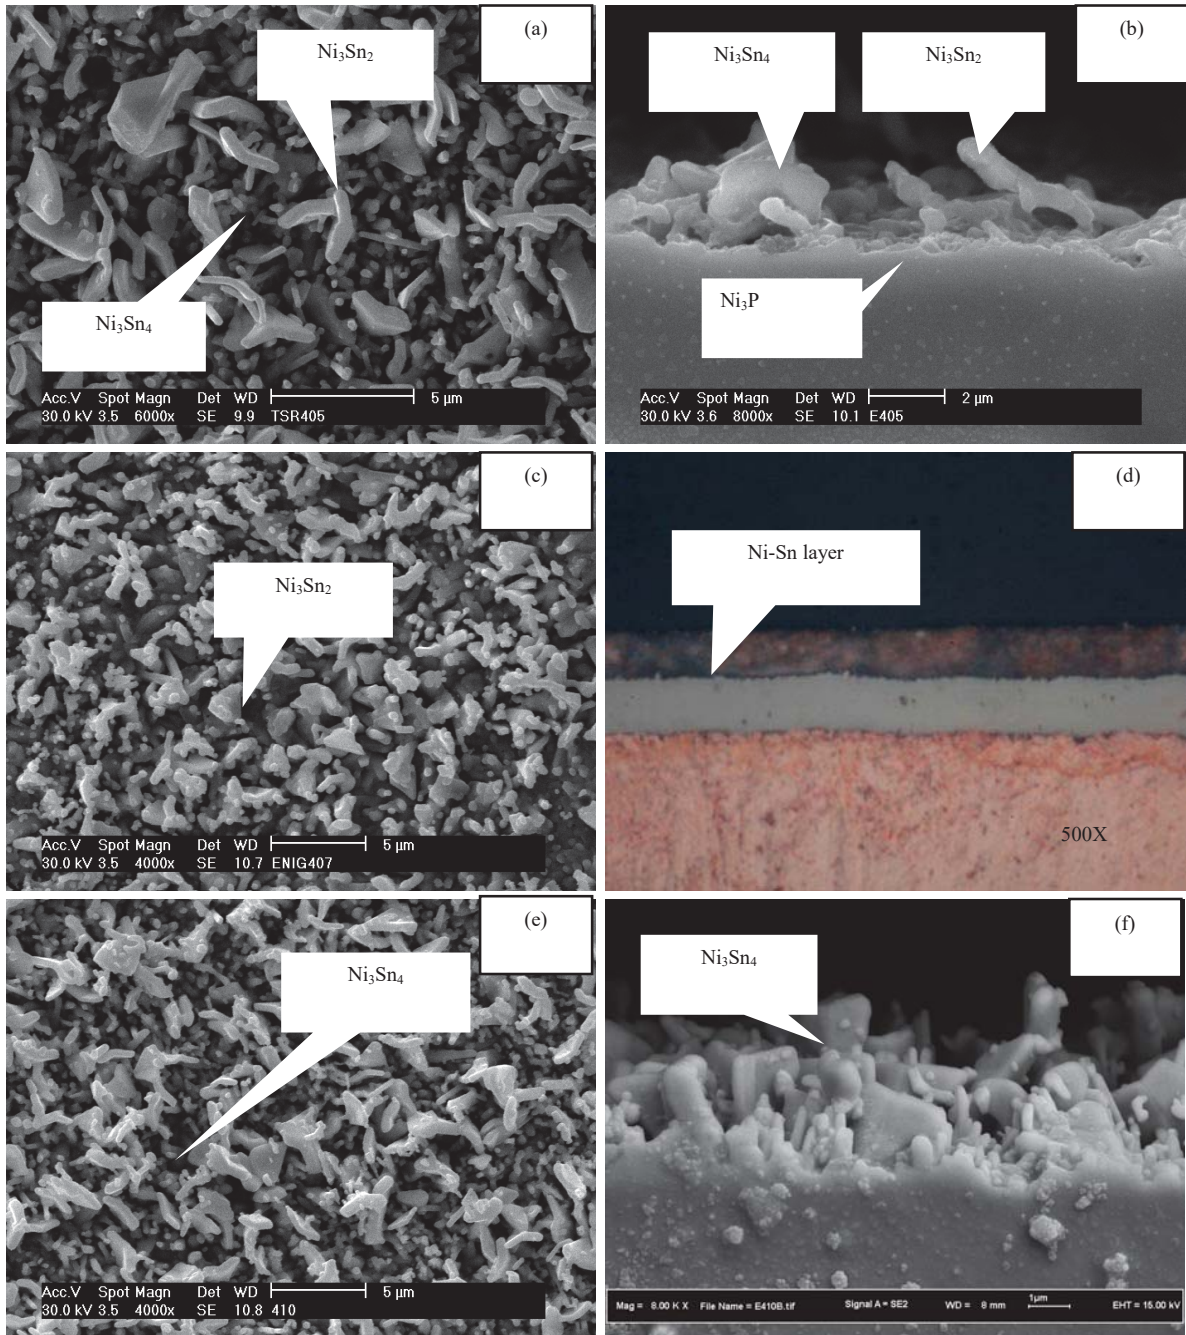 (a)
Ni₃Sn₂
Ni₃Sn₄
Acc.V Spot Magn Det WD 5 µm
30.0 kV 3.5 6000x SE 9.9 TSR405
(b)
Ni₃Sn₄
Ni₃Sn₂
Ni₃P
Acc.V Spot Magn Det WD 2 µm
30.0 kV 3.6 8000x SE 10.1 E405
(c)
Ni₃Sn₂
Acc.V Spot Magn Det WD 5 µm
30.0 kV 3.5 4000x SE 10.7 ENIG407
(d)
Ni-Sn layer
500X
(e)
Ni₃Sn₄
Acc.V Spot Magn Det WD 5 µm
30.0 kV 3.5 4000x SE 10.8 410
(f)
Ni₃Sn₄
Mag = 8.00 K X File Name = E410B.tif Signal A = SE2 WD = 8 mm 1µm EHT = 15.00 kV